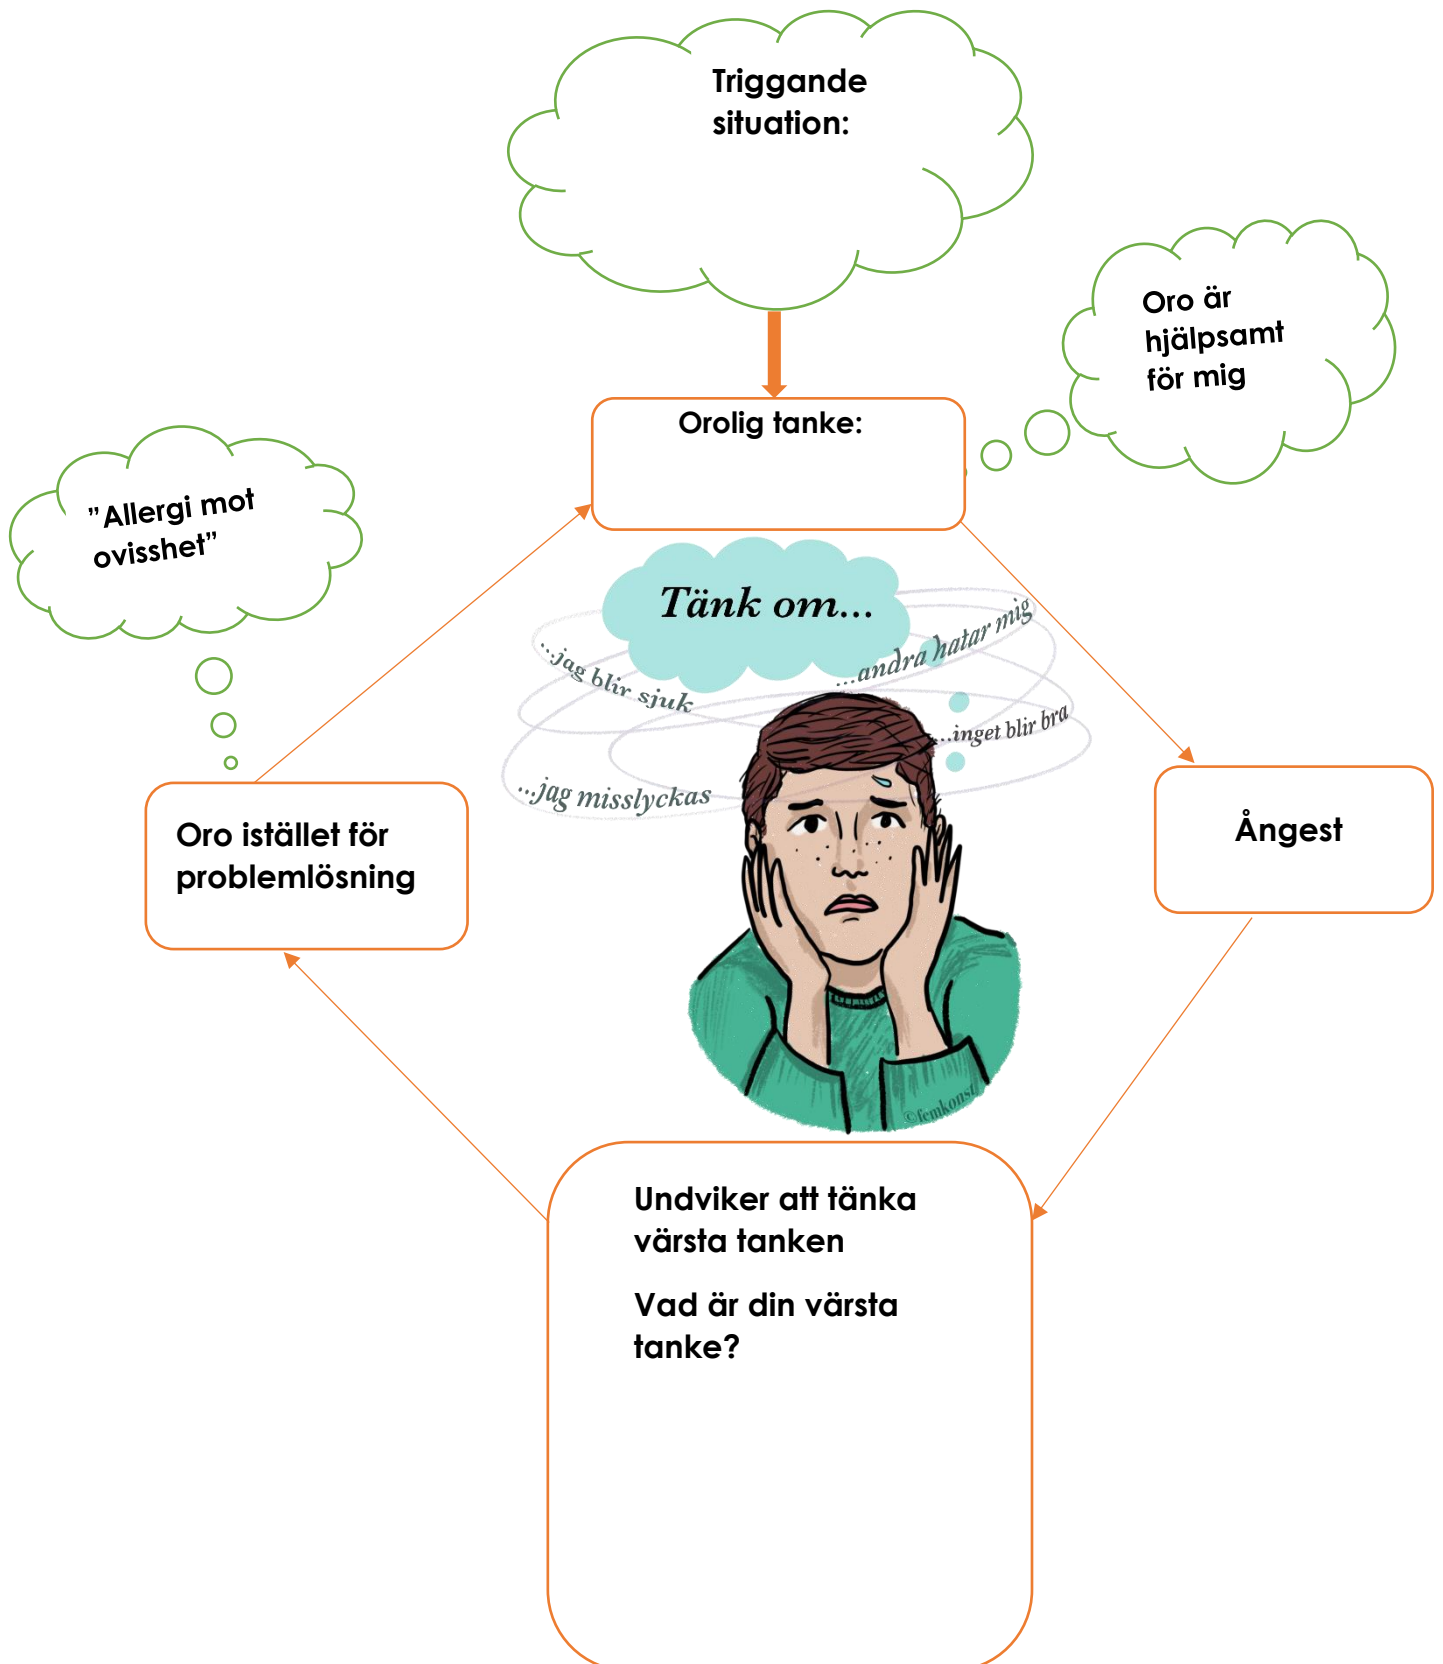 Triggande
situation:
Oro är
hjälpsamt
för mig
Orolig tanke:
"Allergi mot
ovisshet"
Tänk om...
...jag blir sjuk
...andra hatar mig
...inget blir bra
...jag misslyckas
Oro istället för
problemlösning
Ångest
©femkonst
Undviker att tänka
värsta tanken
Vad är din värsta
tanke?